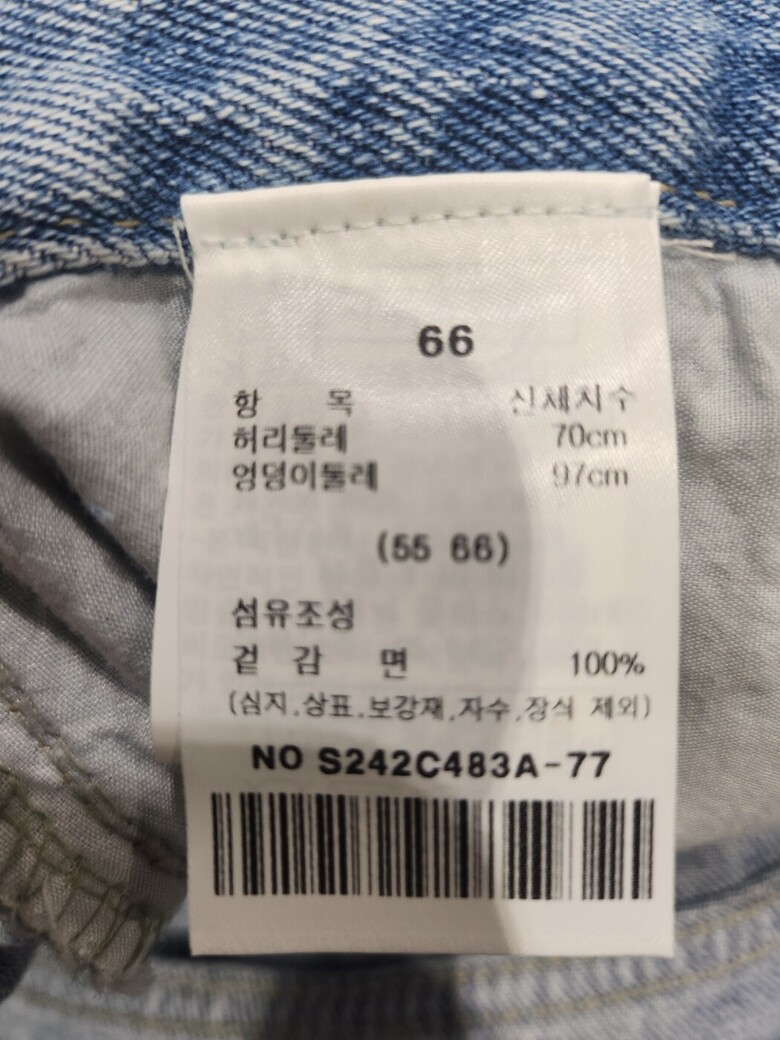 66
항 목 신체치수
허리둘레 70cm
엉덩이둘레 97cm
(55 66)
섬유조성
겉 감 면 100%
(심지,상표,보강재,자수,장식 제외)
NO S242C483A-77